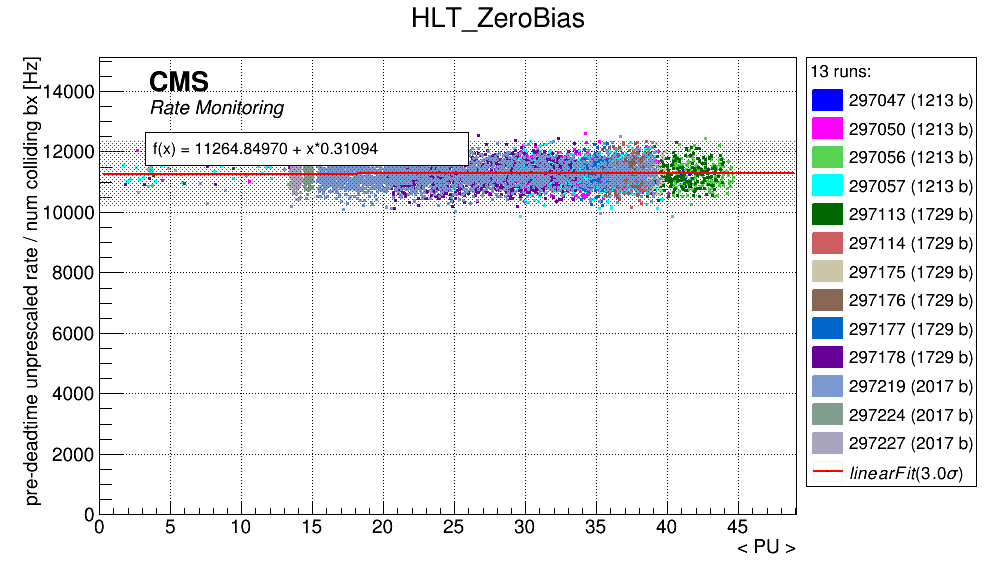 HLT_ZeroBias
pre-deadtime unprescaled rate / num colliding bx [Hz]
CMS
Rate Monitoring
f(x) = 11264.84970 + x*0.31094
14000
12000
10000
8000
6000
4000
2000
0
0 5 10 15 20 25 30 35 40 45
< PU >
13 runs:
297047 (1213 b)
297050 (1213 b)
297056 (1213 b)
297057 (1213 b)
297113 (1729 b)
297114 (1729 b)
297175 (1729 b)
297176 (1729 b)
297177 (1729 b)
297178 (1729 b)
297219 (2017 b)
297224 (2017 b)
297227 (2017 b)
linearFit(3.0σ)